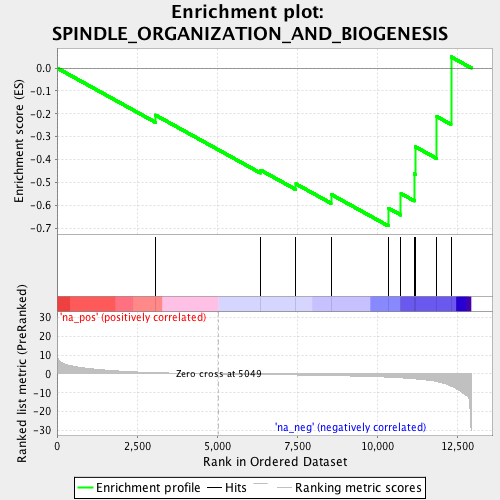 Enrichment plot:
SPINDLE_ORGANIZATION_AND_BIOGENESIS
Enrichment score (ES)
0.0
-0.1
-0.2
-0.3
-0.4
-0.5
-0.6
-0.7
'na_pos' (positively correlated)
Ranked list metric (PreRanked)
30
20
10
0
-10
-20
-30
Zero cross at 5049
'na_neg' (negatively correlated)
0 2,500 5,000 7,500 10,000 12,500
Rank in Ordered Dataset
Enrichment profile Hits Ranking metric scores